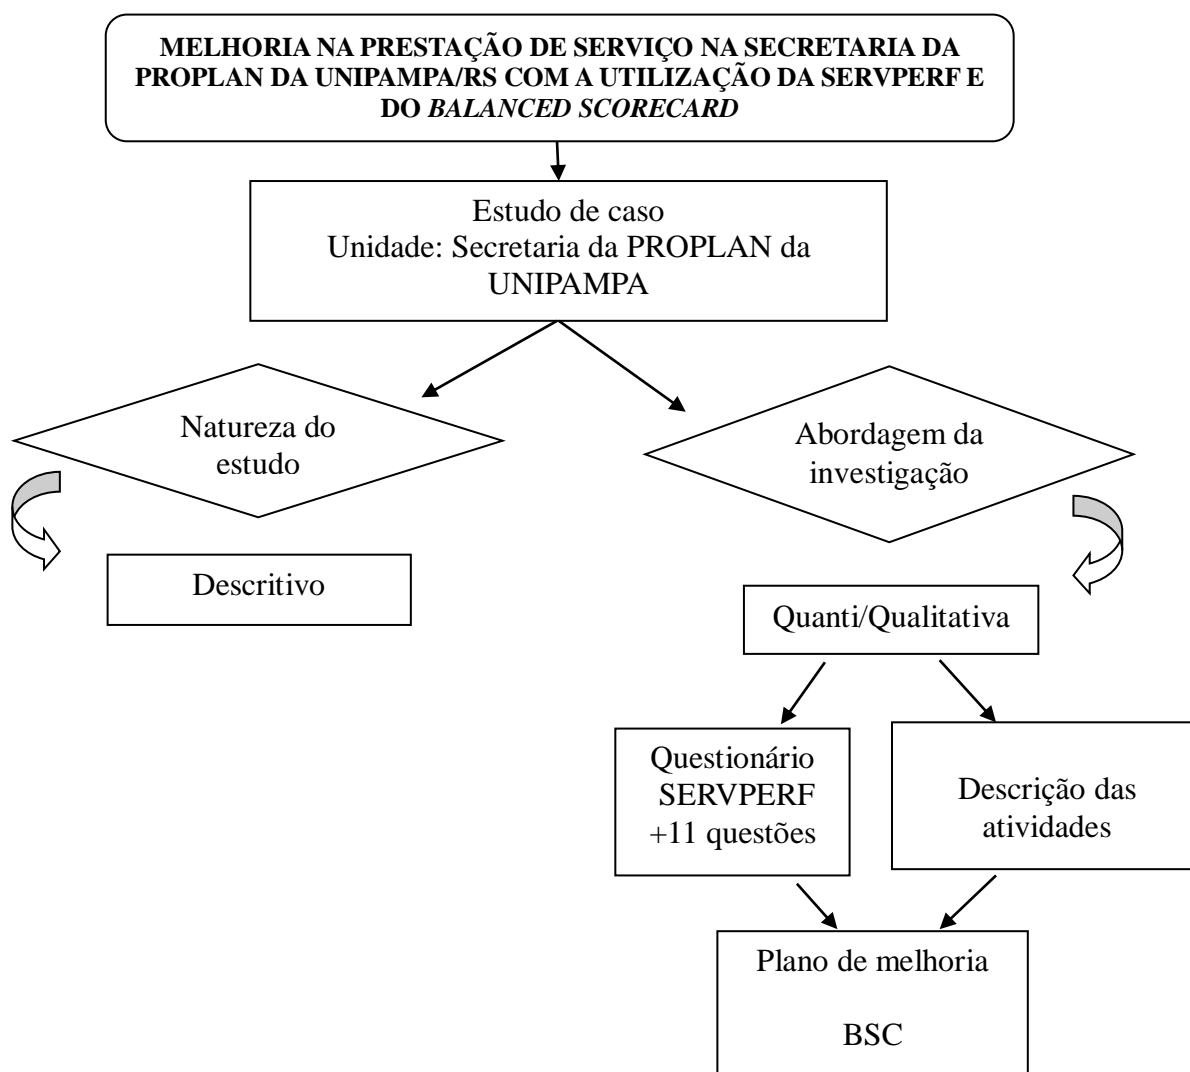 MELHORIA NA PRESTAÇÃO DE SERVIÇO NA SECRETARIA DA
PROPLAN DA UNIPAMPA/RS COM A UTILIZAÇÃO DA SERVPERF E
DO BALANCED SCORECARD
Estudo de caso
Unidade: Secretaria da PROPLAN da
UNIPAMPA
Natureza do
estudo
Abordagem da
investigação
Descritivo
Quanti/Qualitativa
Questionário
SERVPERF
+11 questões
Descrição das
atividades
Plano de melhoria
BSC